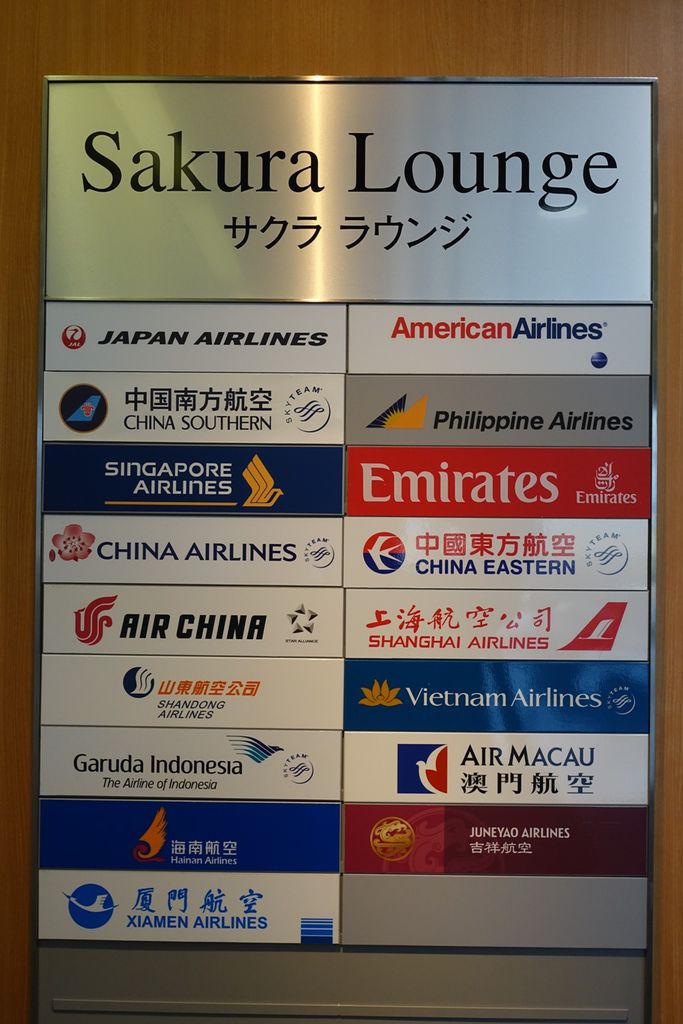 Sakura Lounge
サクラ ラウンジ
JAL
JAPAN AIRLINES
AmericanAirlines
中国南方航空
CHINA SOUTHERN
SKYTEAM
Philippine Airlines
SINGAPORE
AIRLINES
Emirates
Emirates
CHINA AIRLINES
SKYTEAM
中國東方航空
CHINA EASTERN
SKYTEAM
AIR CHINA
STAR ALLIANCE
上海航空公司
SHANGHAI AIRLINES
山東航空公司
SHANDONG
AIRLINES
Vietnam Airlines
SKYTEAM
Garuda Indonesia
The Airline of Indonesia
SKYTEAM
AIR MACAU
澳門航空
海南航空
Hainan Airlines
JUNEYAO AIRLINES
吉祥航空
厦門航空
XIAMEN AIRLINES